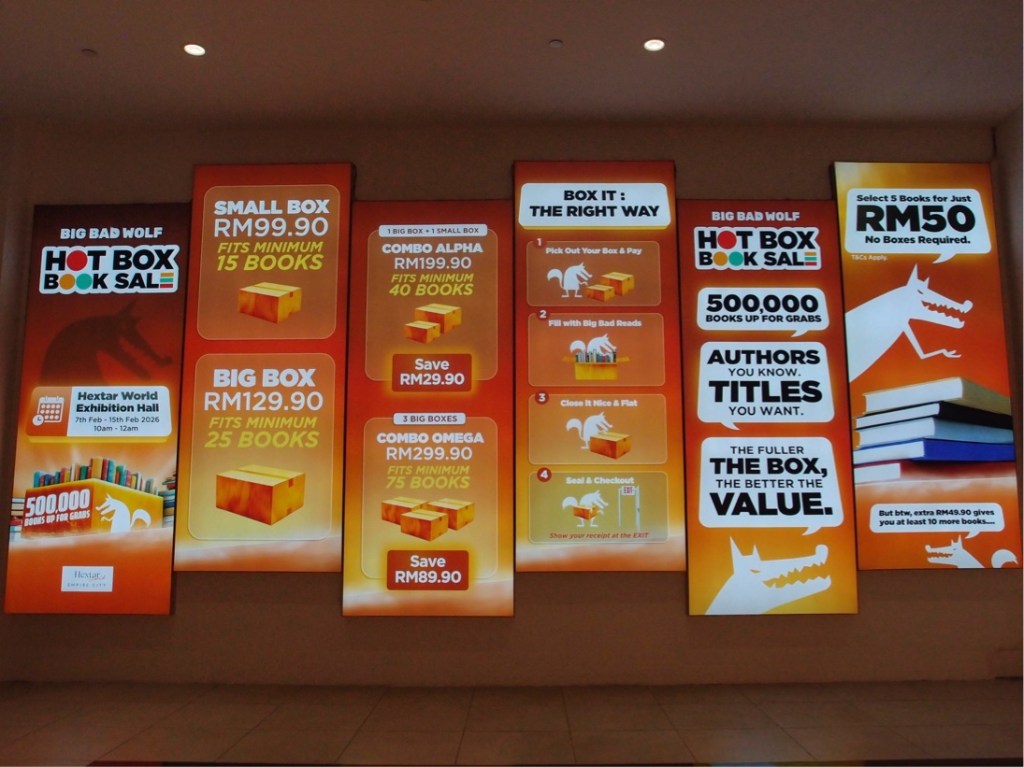 BIG BAD WOLF
HOT BOX
BOOK SALE
Hextar World
Exhibition Hall
7th Feb - 15th Feb 2026
10am - 12am
500,000
BOOKS UP FOR GRABS
Hextar
EMPIRE CITY
SMALL BOX
RM99.90
FITS MINIMUM
15 BOOKS
BIG BOX
RM129.90
FITS MINIMUM
25 BOOKS
1 BIG BOX + 1 SMALL BOX
COMBO ALPHA
RM199.90
FITS MINIMUM
40 BOOKS
Save
RM29.90
3 BIG BOXES
COMBO OMEGA
RM299.90
FITS MINIMUM
75 BOOKS
Save
RM89.90
BOX IT :
THE RIGHT WAY
1
Pick Out Your Box & Pay
2
Fill with Big Bad Reads
3
Close It Nice & Flat
4
Seal & Checkout
EXIT
Show your receipt at the EXIT
BIG BAD WOLF
HOT BOX
BOOK SALE
500,000
BOOKS UP FOR GRABS
AUTHORS
YOU KNOW.
TITLES
YOU WANT.
THE FULLER
THE BOX,
THE BETTER THE
VALUE.
Select 5 Books for Just
RM50
No Boxes Required.
T&Cs Apply.
But btw, extra RM49.90 gives
you at least 10 more books....